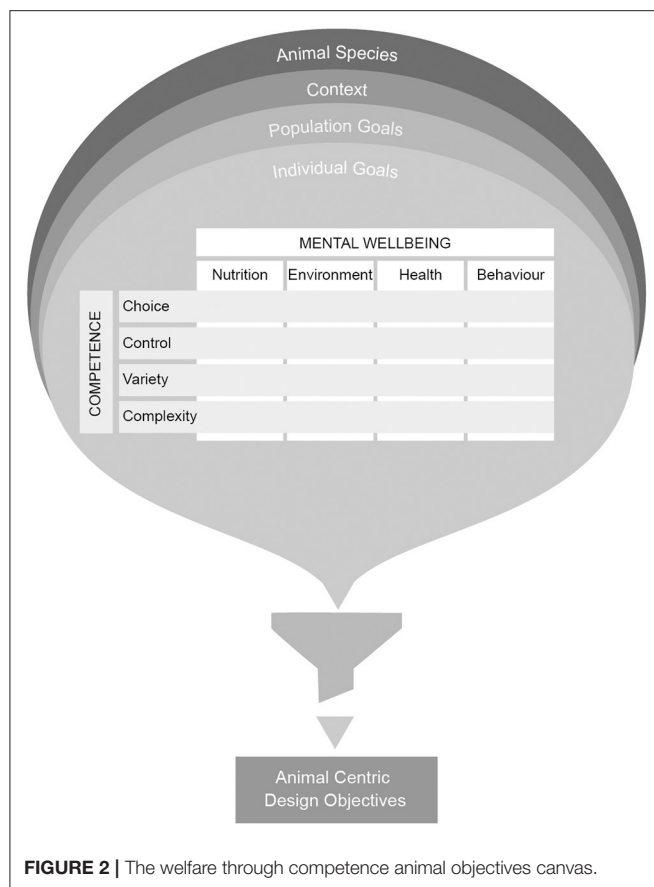 Animal Species
Context
Population Goals
Individual Goals
MENTAL WELLBEING
Nutrition Environment Health Behaviour
COMPETENCE
Choice
Control
Variety
Complexity
Animal Centric
Design Objectives
FIGURE 2 | The welfare through competence animal objectives canvas.